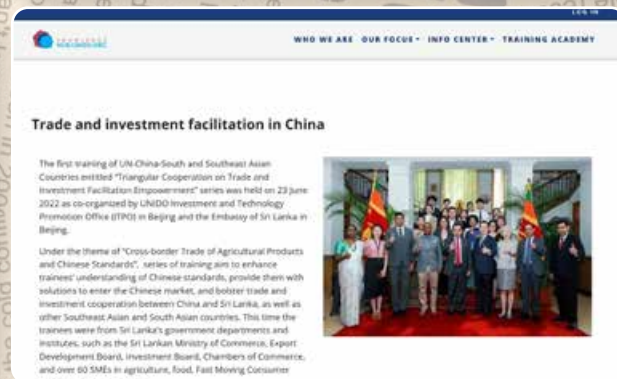 LOG IN
WHO WE ARE OUR FOCUS INFO CENTER TRAINING ACADEMY
Trade and investment facilitation in China
The first training of UN-China-South and Southeast Asian
Countries entitled "Triangular Cooperation on Trade and
Investment Facilitation Empowerment" series was held on 23 June
2022 as co-organized by UNIDO Investment and Technology
Promotion Office (ITPO) in Beijing and the Embassy of Sri Lanka in
Beijing.
Under the theme of "Cross-border Trade of Agricultural Products
and Chinese Standards", series of training aim to enhance
trainees' understanding of Chinese standards, provide them with
solutions to enter the Chinese market, and bolster trade and
investment cooperation between China and Sri Lanka, as well as
other Southeast Asian and South Asian countries. This time the
trainees were from Sri Lanka's government departments and
institutes, such as the Sri Lankan Ministry of Commerce, Export
Development Board, Investment Board, Chambers of Commerce,
and over 60 SMEs in agriculture, food, Fast Moving Consumer
the cold